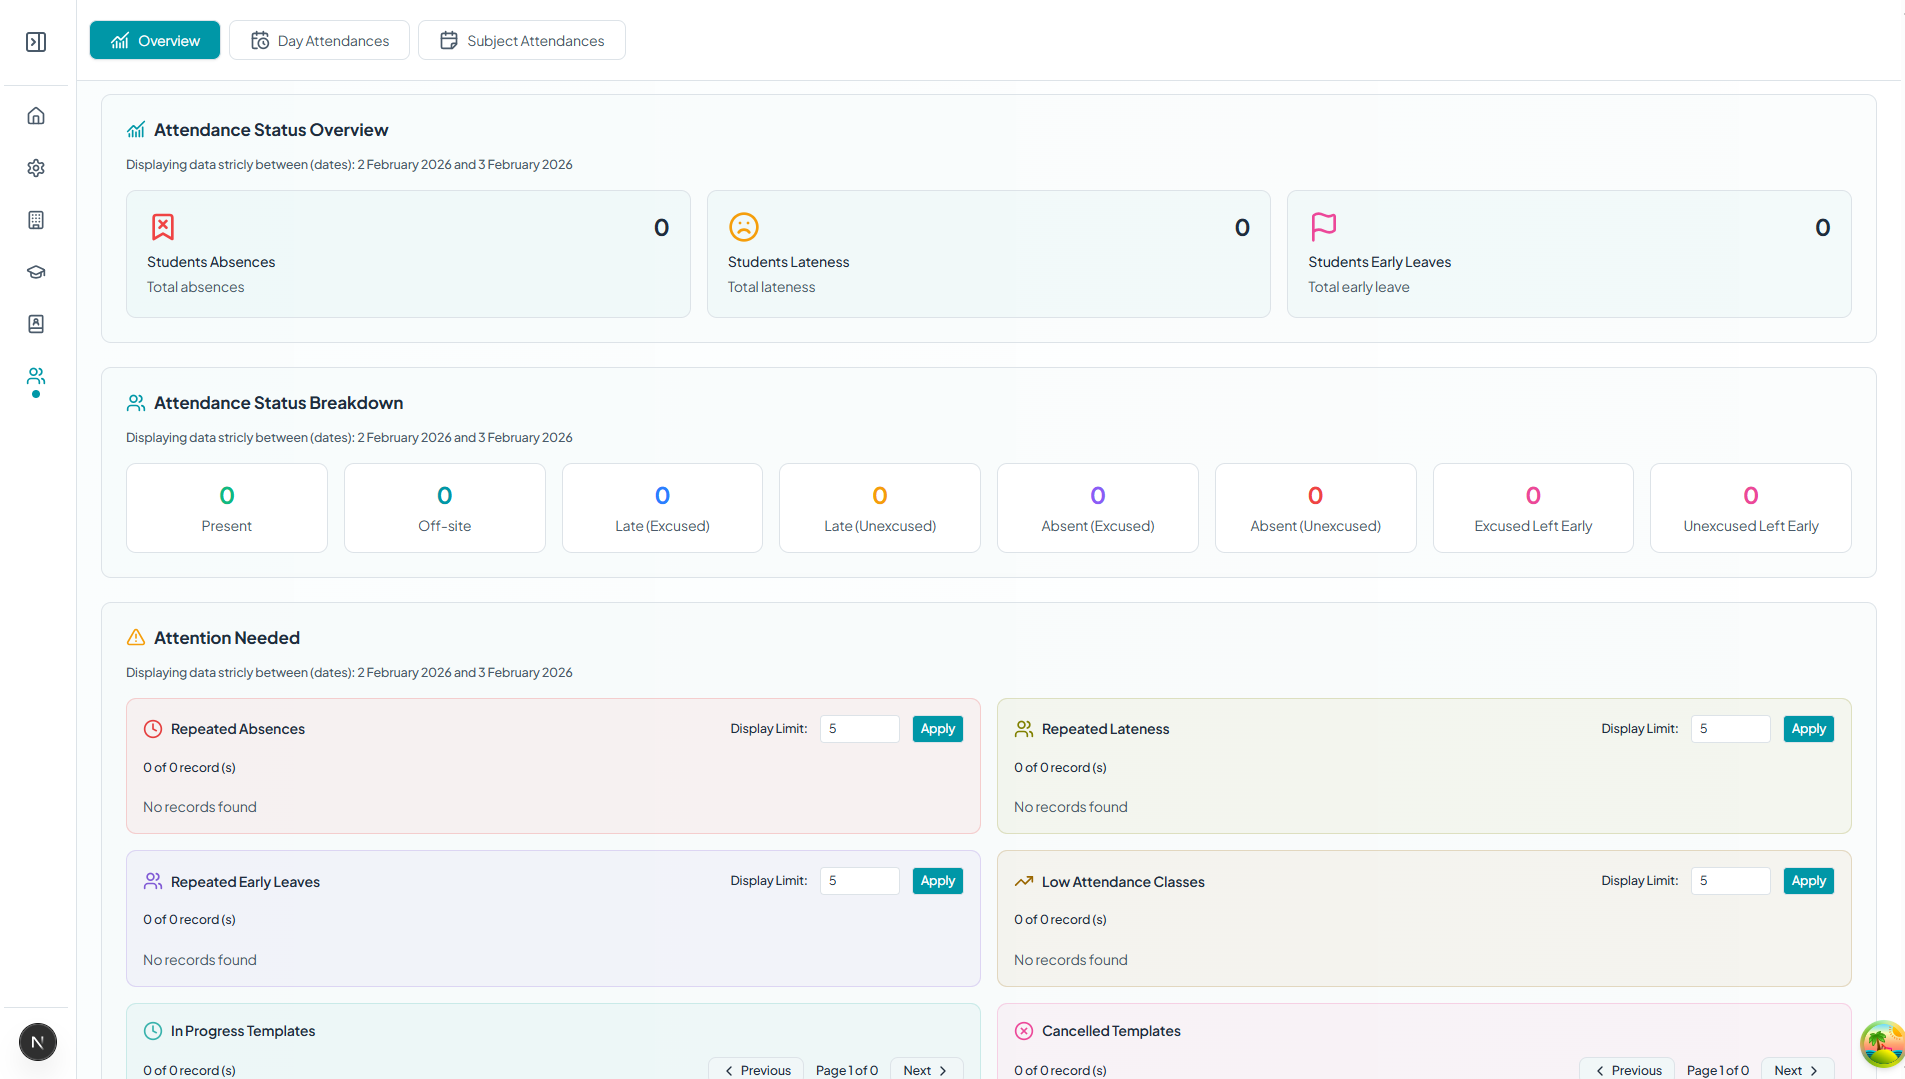 Overview
Day Attendances
Subject Attendances
Attendance Status Overview
Displaying data stricly between (dates): 2 February 2026 and 3 February 2026
0
Students Absences
Total absences
0
Students Lateness
Total lateness
0
Students Early Leaves
Total early leave
Attendance Status Breakdown
Displaying data stricly between (dates): 2 February 2026 and 3 February 2026
0
Present
0
Off-site
0
Late (Excused)
0
Late (Unexcused)
0
Absent (Excused)
0
Absent (Unexcused)
0
Excused Left Early
0
Unexcused Left Early
Attention Needed
Displaying data stricly between (dates): 2 February 2026 and 3 February 2026
Repeated Absences
Display Limit: 5 Apply
0 of 0 record (s)
No records found
Repeated Lateness
Display Limit: 5 Apply
0 of 0 record (s)
No records found
Repeated Early Leaves
Display Limit: 5 Apply
0 of 0 record (s)
No records found
Low Attendance Classes
Display Limit: 5 Apply
0 of 0 record (s)
No records found
In Progress Templates
0 of 0 record (s)
Previous Page 1 of 0 Next
Cancelled Templates
0 of 0 record (s)
Previous Page 1 of 0 Next
N